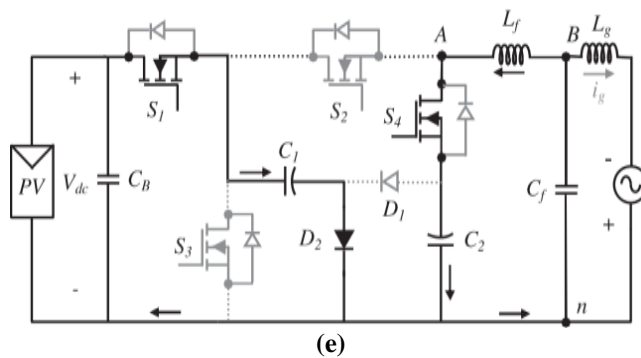 A L_f B L_g
+ S_1 S_2 i_g
S_4
C_1 -
PV V_dc C_B D_1 C_f
S_3 D_2 C_2 +
-
n
(e)